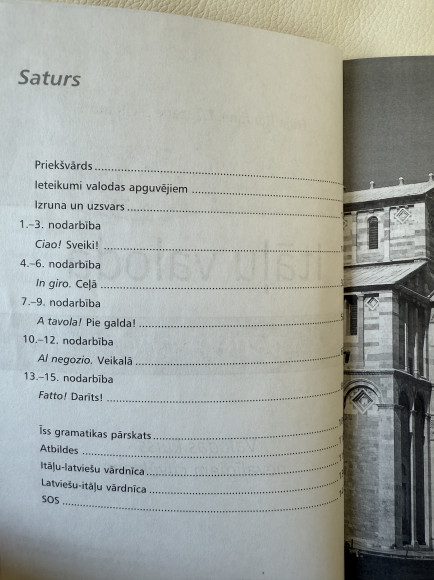 Saturs
Priekšvārds
Ieteikumi valodas apguvējiem
Izruna un uzsvars
1.–3. nodarbība
Ciao! Sveiki!
4.–6. nodarbība
In giro. Ceļā
7.–9. nodarbība
A tavola! Pie galda!
10.–12. nodarbība
Al negozio. Veikalā
13.–15. nodarbība
Fatto! Darīts!
Īss gramatikas pārskats
Atbildes
Itāļu-latviešu vārdnīca
Latviešu-itāļu vārdnīca
SOS